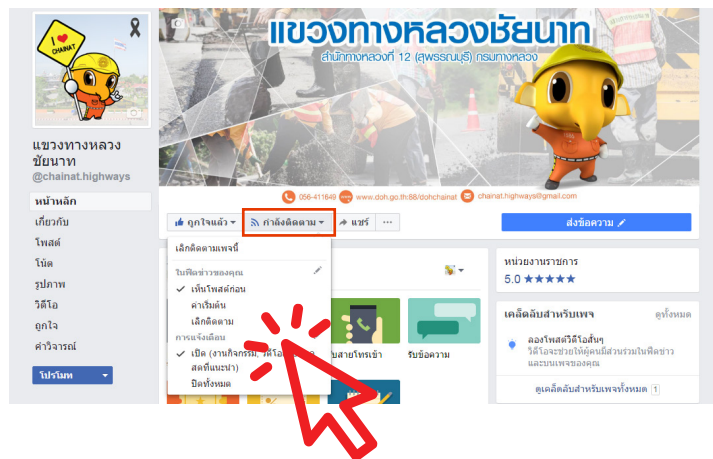 I ♥
CHAINAT
แขวงทางหลวงชัยนาท
สำนักทางหลวงที่ 12 (สุพรรณบุรี) กรมทางหลวง
056-411649 www.doh.go.th:88/dohchainat chainat.highways@gmail.com
แขวงทางหลวง
ชัยนาท
@chainat.highways
หน้าหลัก
เกี่ยวกับ
โพสต์
โน้ต
รูปภาพ
วิดีโอ
ถูกใจ
คำวิจารณ์
โปรโมท
ถูกใจแล้ว กำลังติดตาม แชร์ ...
ส่งข้อความ
เลิกติดตามเพจนี้
ในฟีดข่าวของคุณ
เห็นโพสต์ก่อน
ค่าเริ่มต้น
เลิกติดตาม
การแจ้งเตือน
เปิด (งานกิจกรรม, วิดีโอ
สดที่แนะนำ)
ปิดทั้งหมด
บสายโทรเข้า
รับข้อความ
หน่วยงานราชการ
5.0 ★★★★★
เคล็ดลับสำหรับเพจ ดูทั้งหมด
ลองโพสต์วิดีโอสั้นๆ
วิดีโอจะช่วยให้ผู้คนมีส่วนร่วมในฟีดข่าว
และบนเพจของคุณ
ดูเคล็ดลับสำหรับเพจทั้งหมด 1